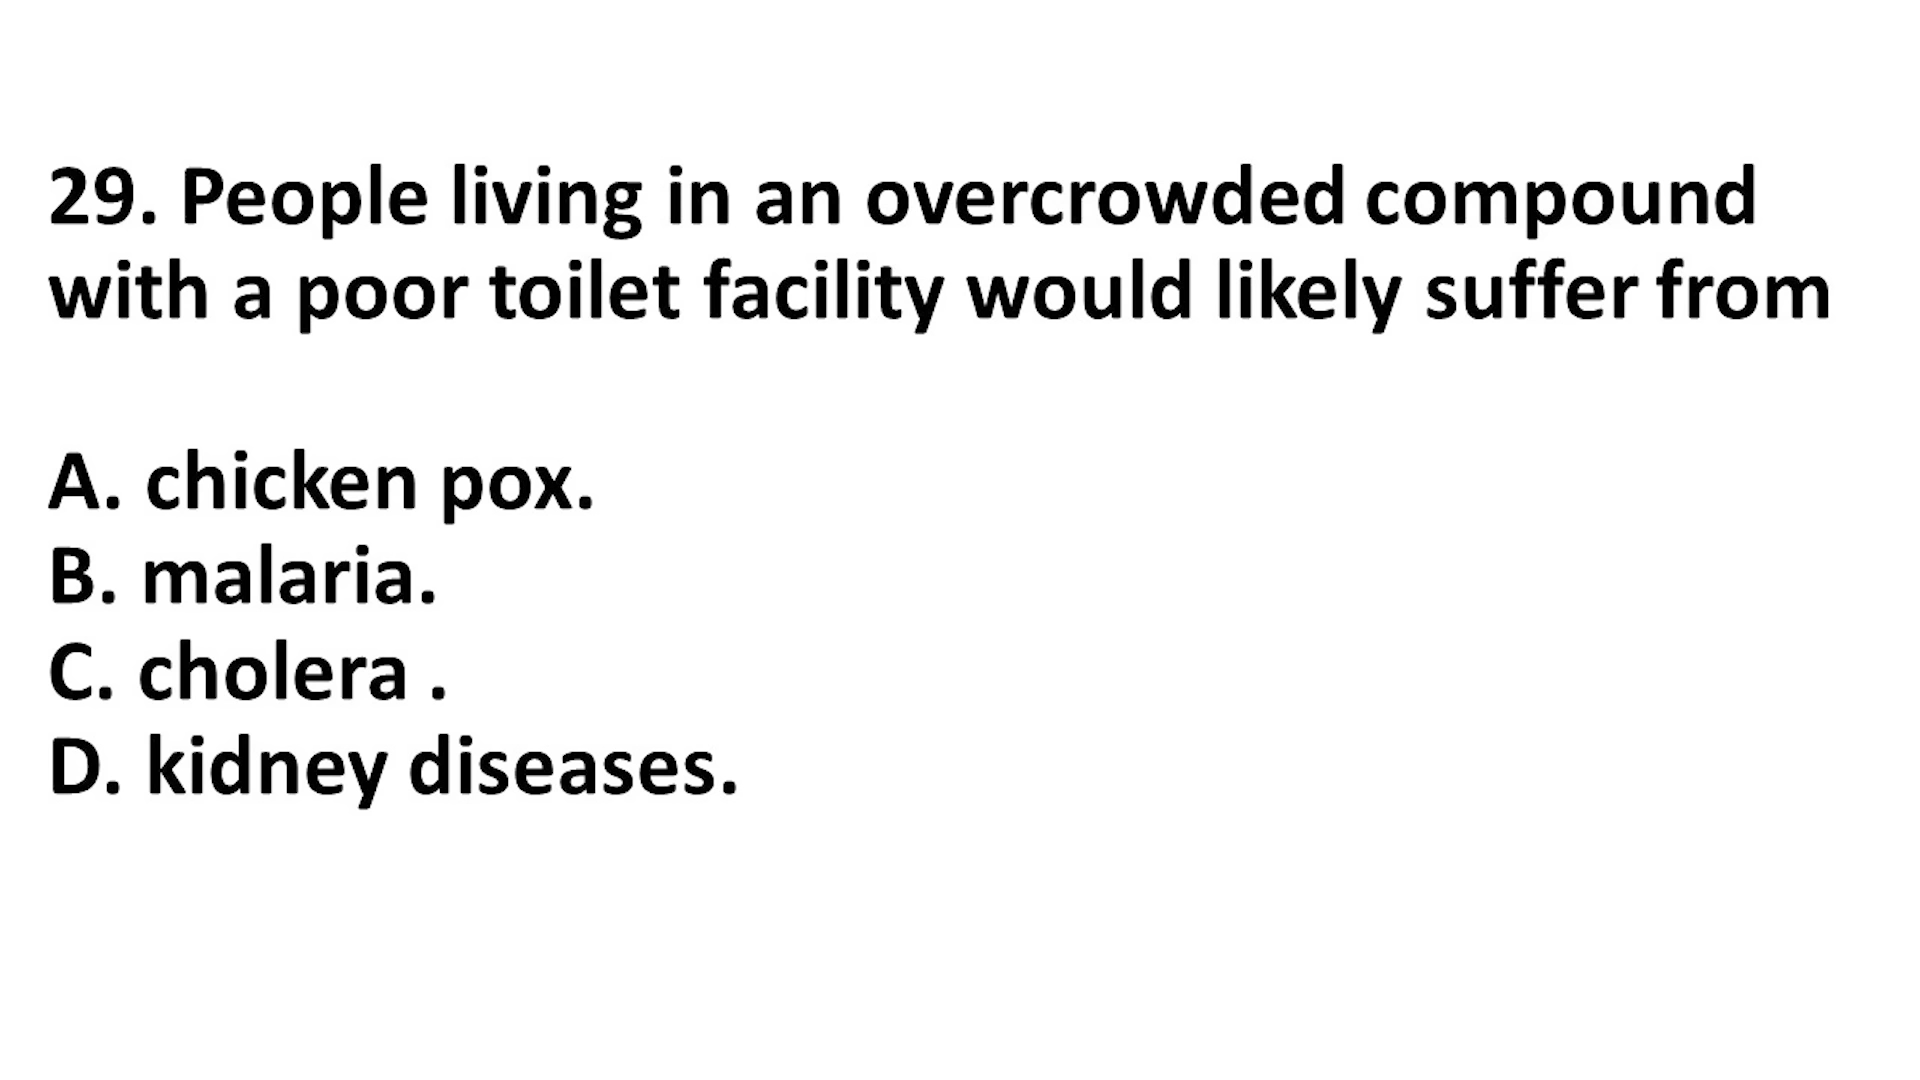 29. People living in an overcrowded compound
with a poor toilet facility would likely suffer from
A. chicken pox.
B. malaria.
C. cholera .
D. kidney diseases.